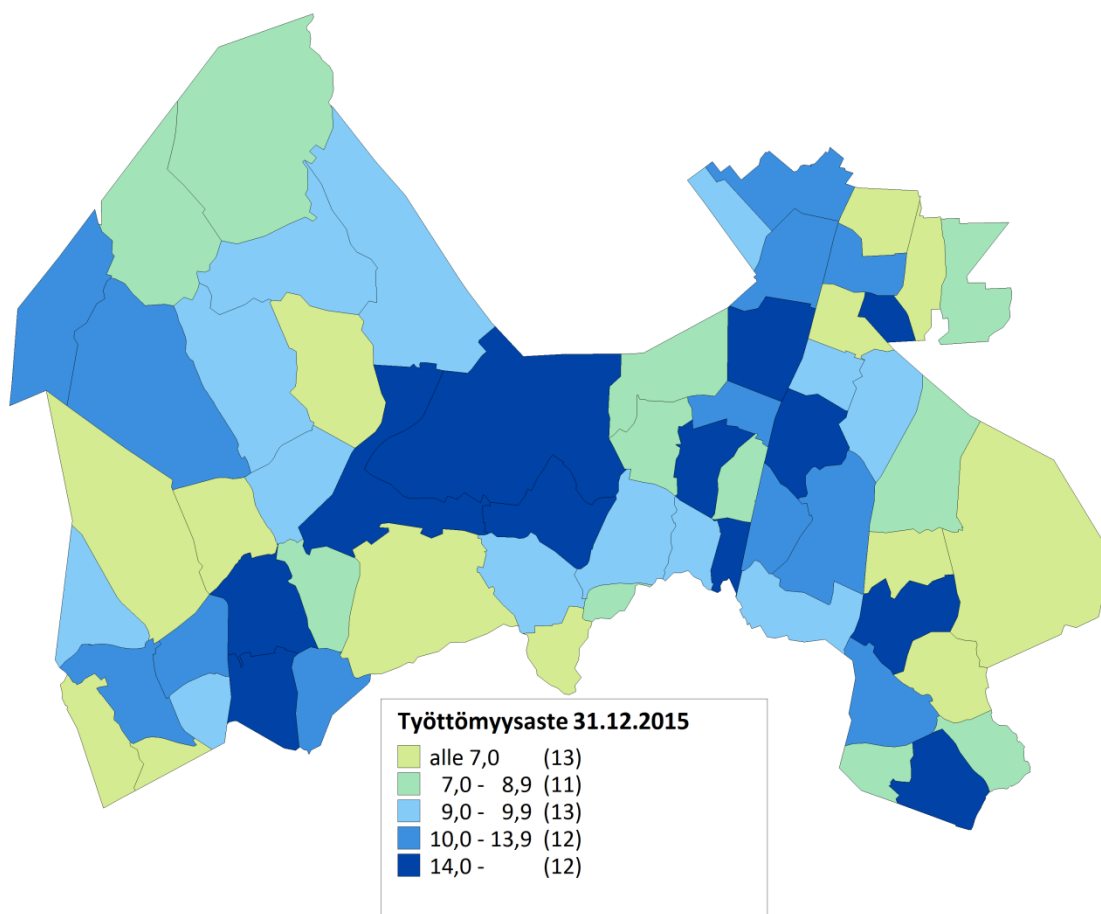 Työttömyysaste 31.12.2015
alle 7,0 (13)
7,0 - 8,9 (11)
9,0 - 9,9 (13)
10,0 - 13,9 (12)
14,0 - (12)